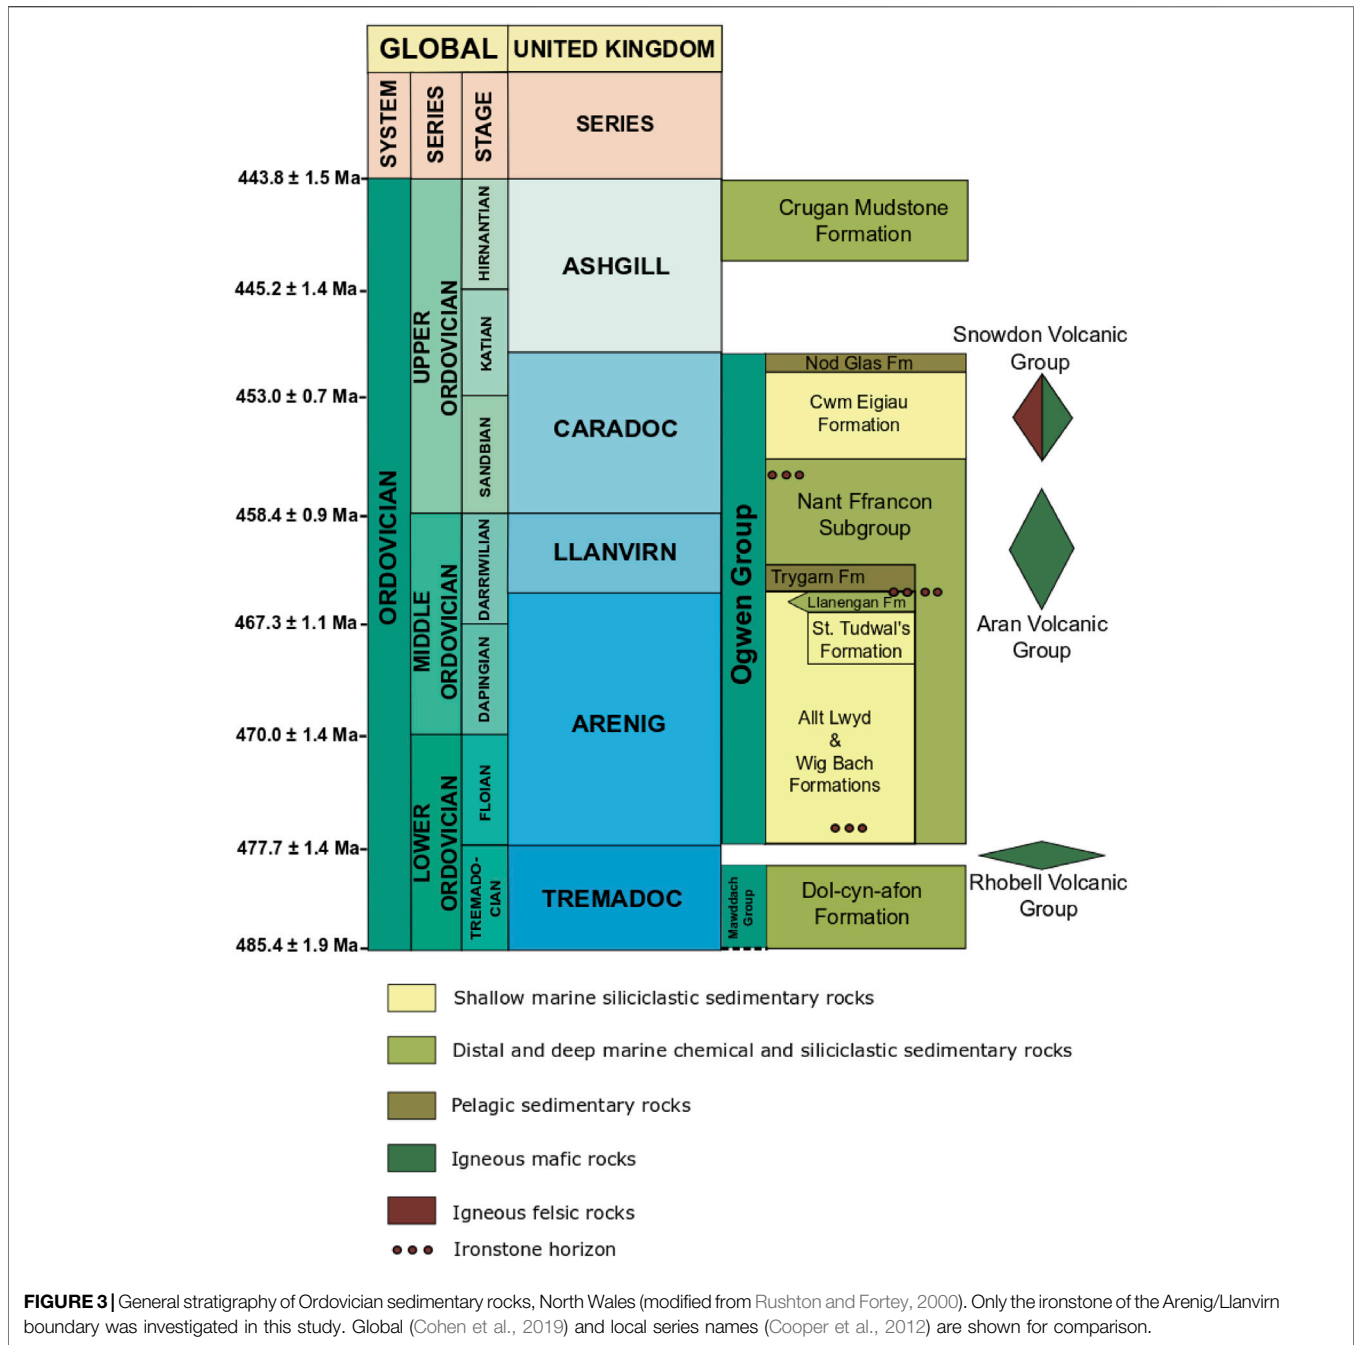 GLOBAL
UNITED KINGDOM
SYSTEM
SERIES
STAGE
SERIES
443.8 ± 1.5 Ma
445.2 ± 1.4 Ma
453.0 ± 0.7 Ma
458.4 ± 0.9 Ma
467.3 ± 1.1 Ma
470.0 ± 1.4 Ma
477.7 ± 1.4 Ma
485.4 ± 1.9 Ma
ORDOVICIAN
UPPER
ORDOVICIAN
MIDDLE
ORDOVICIAN
LOWER
ORDOVICIAN
HIRNANTIAN
KATIAN
SANDBIAN
DARRIWILIAN
DAPINGIAN
FLOIAN
TREMADO-
CIAN
ASHGILL
CARADOC
LLANVIRN
ARENIG
TREMADOC
Crugan Mudstone
Formation
Ogwen Group
Nod Glas Fm
Cwm Eigiau
Formation
Nant Ffrancon
Subgroup
Trygarn Fm
Llanengan Fm
St. Tudwal's
Formation
Allt Lwyd
&
Wig Bach
Formations
Mawddach
Group
Dol-cyn-afon
Formation
Snowdon Volcanic
Group
Aran Volcanic
Group
Rhobell Volcanic
Group
Shallow marine siliciclastic sedimentary rocks
Distal and deep marine chemical and siliciclastic sedimentary rocks
Pelagic sedimentary rocks
Igneous mafic rocks
Igneous felsic rocks
Ironstone horizon
FIGURE 3 | General stratigraphy of Ordovician sedimentary rocks, North Wales (modified from Rushton and Fortey, 2000). Only the ironstone of the Arenig/Llanvirn
boundary was investigated in this study. Global (Cohen et al., 2019) and local series names (Cooper et al., 2012) are shown for comparison.